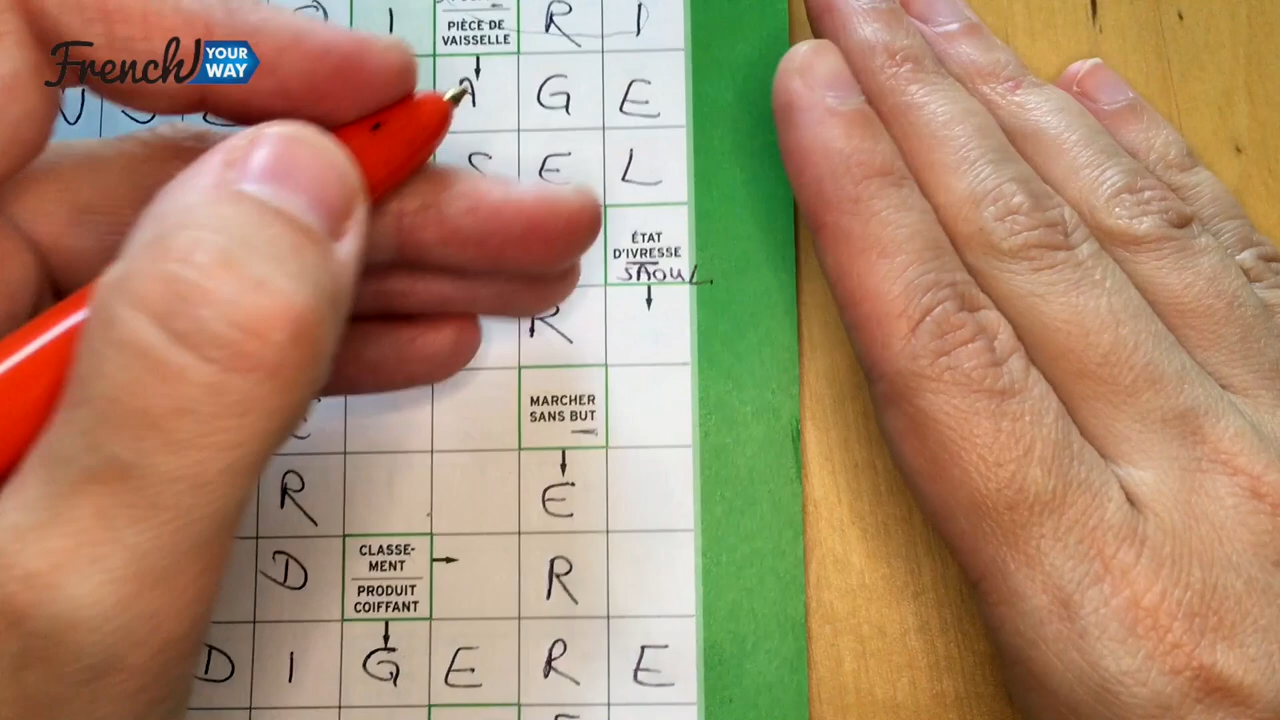 French YOUR WAY
I
PIÈCE DE VAISSELLE
R I
A G E
S E L
ÉTAT D'IVRESSE
SAOUL
R
MARCHER SANS BUT
R E
D
CLASSE-
MENT
PRODUIT
COIFFANT
R
D I G E R E